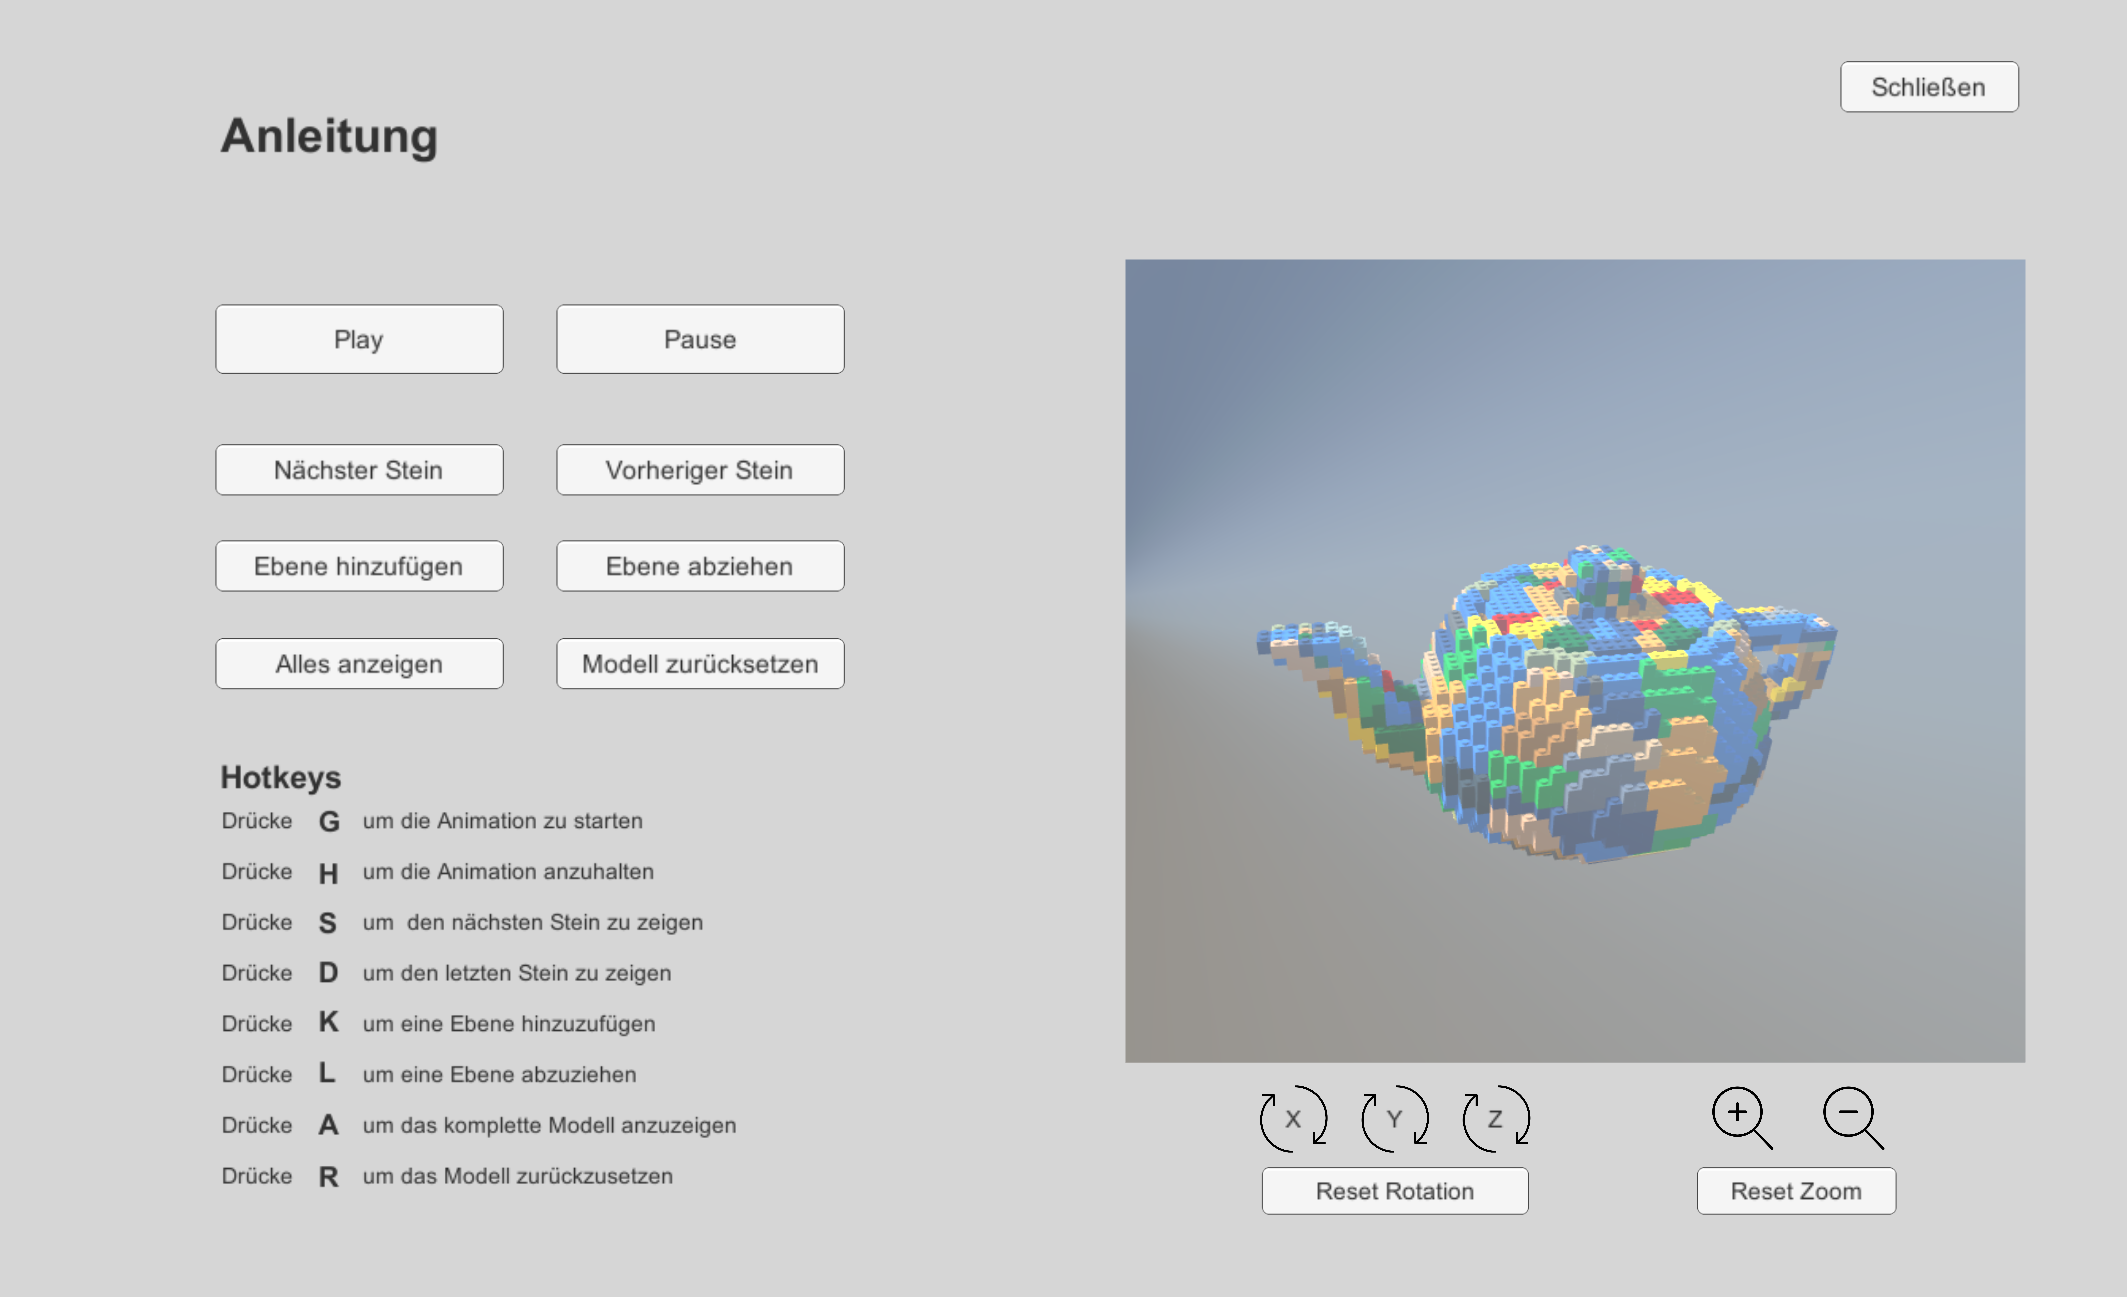 Schließen
Anleitung
Play
Pause
Nächster Stein
Vorheriger Stein
Ebene hinzufügen
Ebene abziehen
Alles anzeigen
Modell zurücksetzen
Hotkeys
Drücke G um die Animation zu starten
Drücke H um die Animation anzuhalten
Drücke S um  den nächsten Stein zu zeigen
Drücke D um den letzten Stein zu zeigen
Drücke K um eine Ebene hinzuzufügen
Drücke L um eine Ebene abzuziehen
Drücke A um das komplette Modell anzuzeigen
Drücke R um das Modell zurückzusetzen
X Y Z
Reset Rotation
Reset Zoom